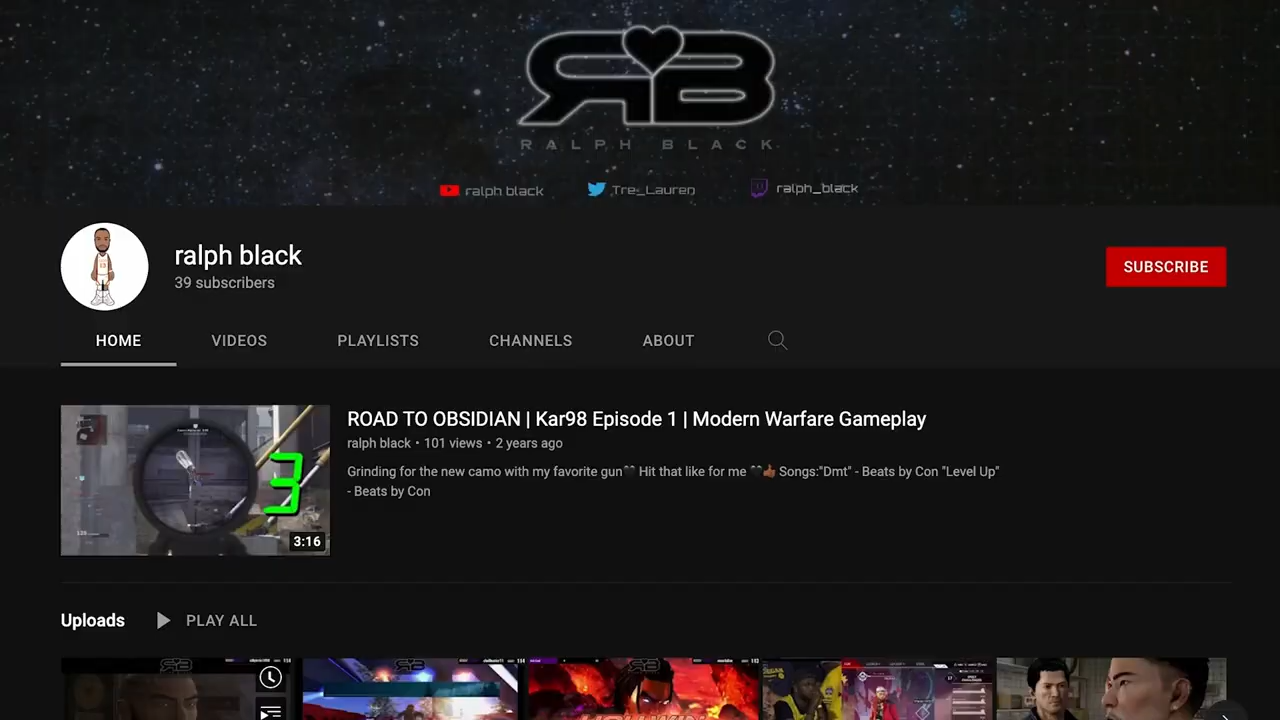 RB
RALPH BLACK
ralph black
Tre_Lauren
ralph_black
ralph black
39 subscribers
SUBSCRIBE
HOME
VIDEOS
PLAYLISTS
CHANNELS
ABOUT
3
3:16
ROAD TO OBSIDIAN | Kar98 Episode 1 | Modern Warfare Gameplay
ralph black • 101 views • 2 years ago
Grinding for the new camo with my favorite gun🖤 Hit that like for me 🖤👍🏾 Songs:"Dmt" - Beats by Con "Level Up"
- Beats by Con
Uploads
PLAY ALL